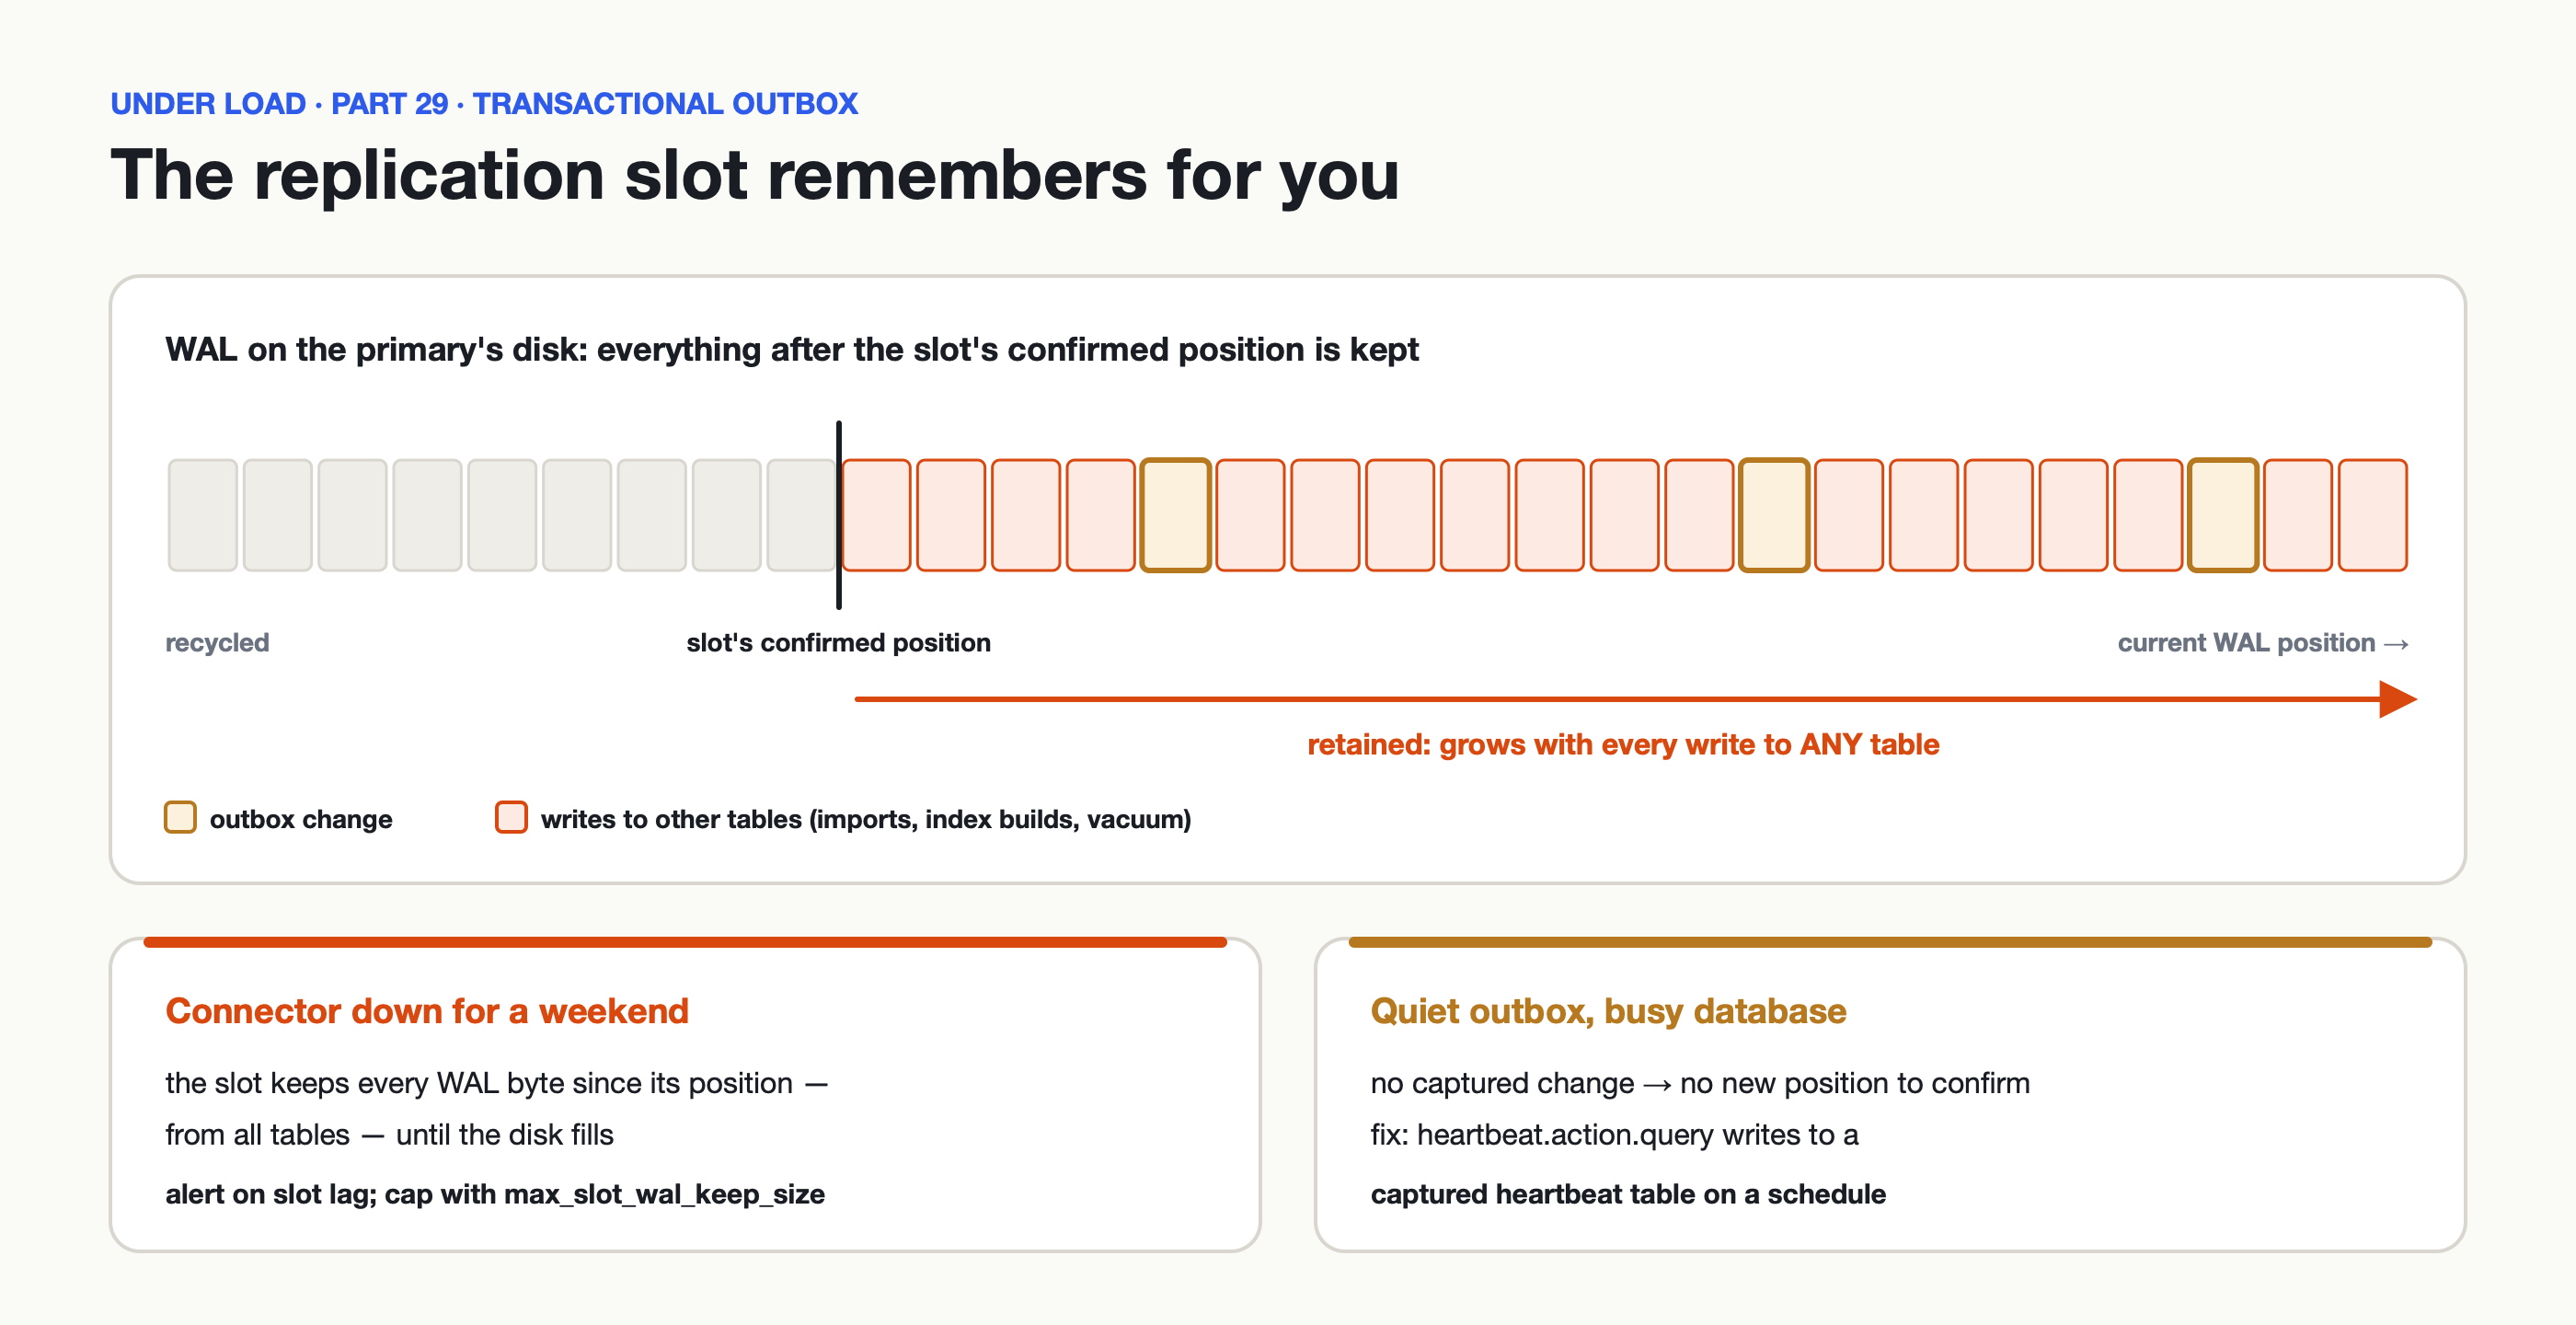 UNDER LOAD · PART 29 · TRANSACTIONAL OUTBOX
The replication slot remembers for you
WAL on the primary's disk: everything after the slot's confirmed position is kept
recycled
slot's confirmed position
current WAL position →
retained: grows with every write to ANY table
outbox change
writes to other tables (imports, index builds, vacuum)
Connector down for a weekend
the slot keeps every WAL byte since its position —
from all tables — until the disk fills
alert on slot lag; cap with max_slot_wal_keep_size
Quiet outbox, busy database
no captured change → no new position to confirm
fix: heartbeat.action.query writes to a
captured heartbeat table on a schedule